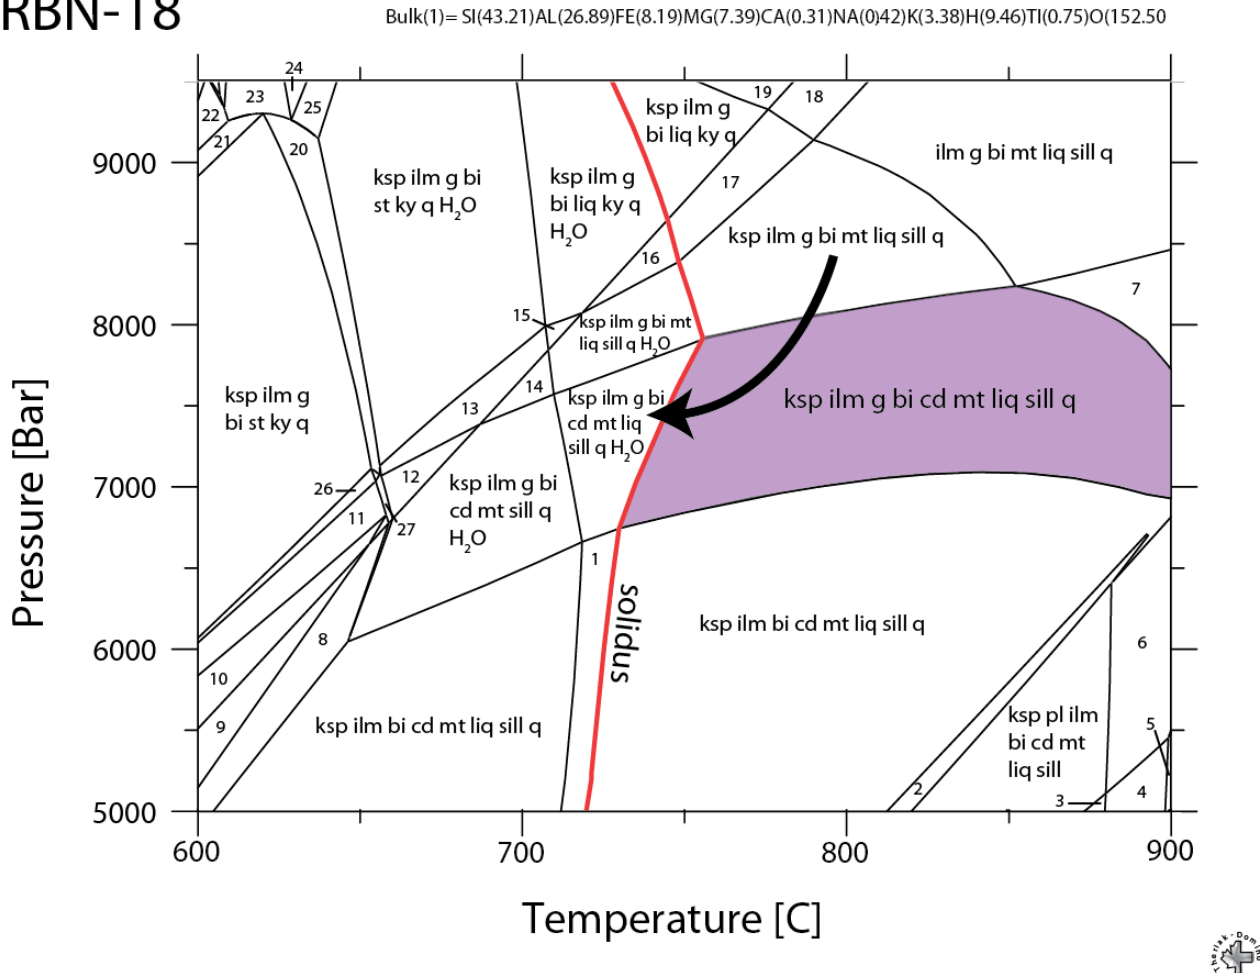 RBN-18
Bulk(1)= SI(43.21)AL(26.89)FE(8.19)MG(7.39)CA(0.31)NA(0)42)K(3.38)H(9.46)TI(0.75)O(152.50
24
22
23
25
21
20
19
18
ksp ilm g
bi liq ky q
ilm g bi mt liq sill q
9000
ksp ilm g bi
st ky q H₂O
ksp ilm g
bi liq ky q
H₂O
17
ksp ilm g bi mt liq sill q
16
7
8000
15
ksp ilm g bi mt
liq sill q H₂O
14
ksp ilm g bi
cd mt liq
sill q H₂O
ksp ilm g bi cd mt liq sill q
ksp ilm g
bi st ky q
13
12
7000
26
11
27
ksp ilm g bi
cd mt sill q
H₂O
1
solidus
ksp ilm bi cd mt liq sill q
8
6000
6
10
9
ksp ilm bi cd mt liq sill q
ksp pl ilm
bi cd mt
liq sill
5
2
3
4
5000
600
700
800
900
Pressure [Bar]
Temperature [C]